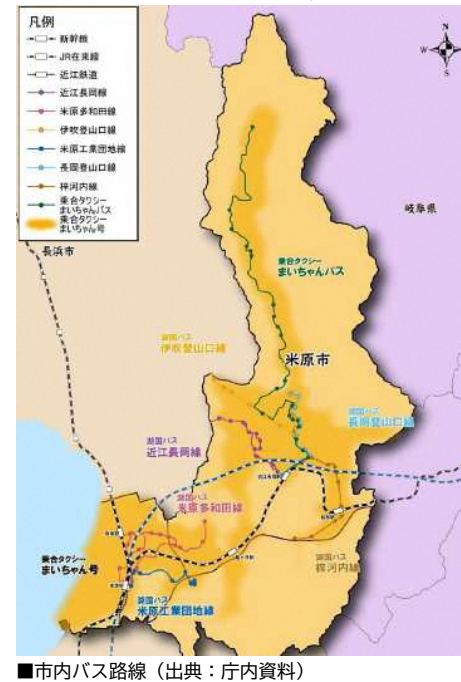 凡例
新幹線
JR在来線
近江鉄道
近江長岡線
米原多和田線
伊吹登山口線
米原工業団地線
長岡登山口線
梓河内線
乗合タクシー
まいちゃんバス
乗合タクシー
まいちゃん号
N
W
E
S
岐阜県
長浜市
乗合タクシー
まいちゃんバス
湖国バス
伊吹登山口線
米原市
湖国バス
長岡登山口線
湖国バス
近江長岡線
湖国バス
米原多和田線
乗合タクシー
まいちゃん号
湖国バス
梓河内線
湖国バス
米原工業団地線
■市内バス路線（出典：庁内資料）